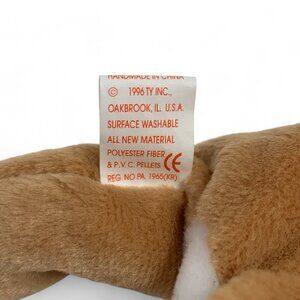 HANDMADE IN CHINA
© 1996 TY INC.,
OAKBROOK, IL. U.S.A.
SURFACE WASHABLE
ALL NEW MATERIAL
POLYESTER FIBER
& P.V.C. PELLETS CE
REG. NO PA. 1965(KR)